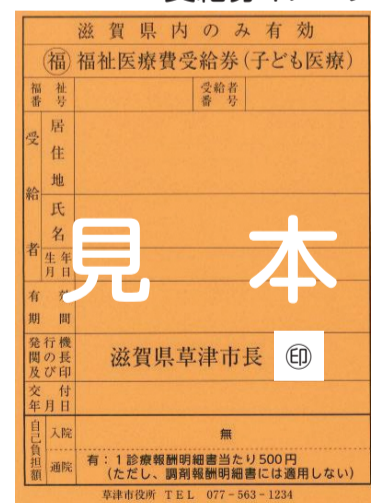 滋賀県内のみ有効
㊕ 福祉医療費受給券(子ども医療)
福祉番号
受給者番号
受給者
居住地
氏名
生年月日
見本
有効期間
発行機関の長及び印
滋賀県草津市長 ㊞
交付年月日
自己負担額
入院 無
通院 有:1診療報酬明細書当たり500円
(ただし、調剤報酬明細書には適用しない)
草津市役所 TEL 077-563-1234